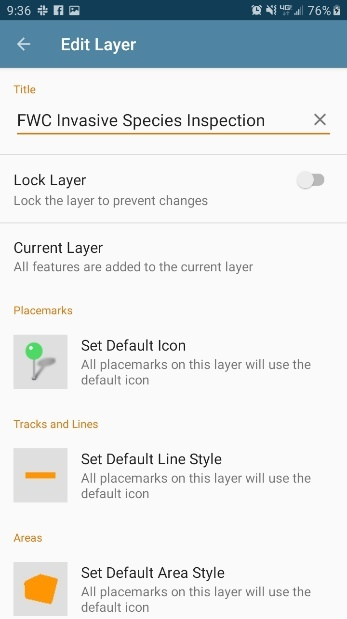 9:36 76%
Edit Layer
Title
FWC Invasive Species Inspection
Lock Layer
Lock the layer to prevent changes
Current Layer
All features are added to the current layer
Placemarks
Set Default Icon
All placemarks on this layer will use the
default icon
Tracks and Lines
Set Default Line Style
All placemarks on this layer will use the
default icon
Areas
Set Default Area Style
All placemarks on this layer will use the
default icon